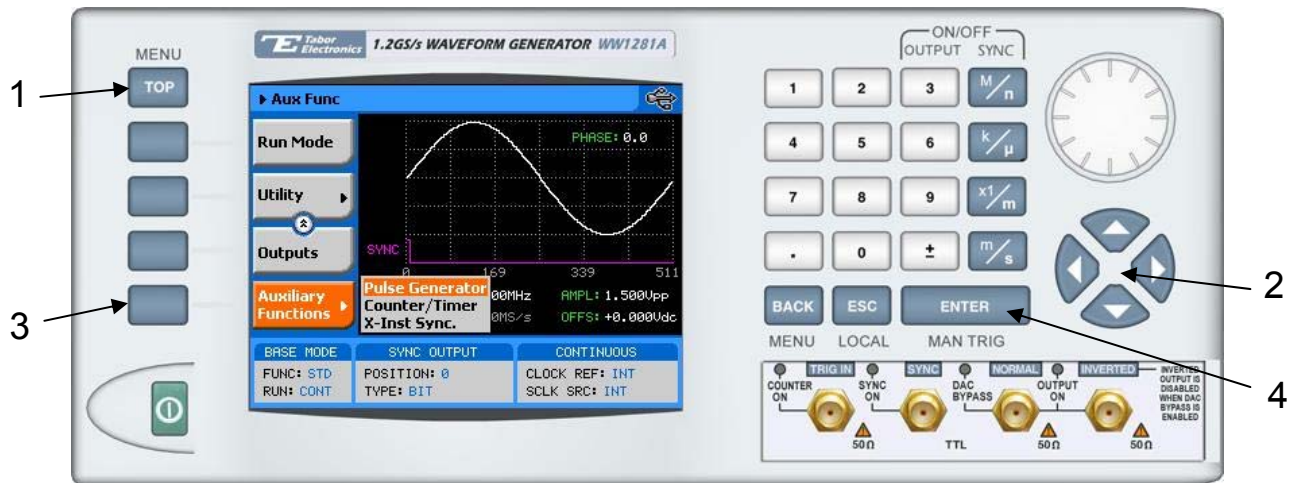 MENU
TOP
1
3
Tabor Electronics 1.2GS/s WAVEFORM GENERATOR WW1281A
Aux Func
Run Mode
Utility
Outputs
Auxiliary
Functions
PHASE: 0.0
SYNC
0 169 339 511
Pulse Generator
Counter/Timer
X-Inst Sync.
00MHz AMPL: 1.500Vpp
0MS/s OFFS: +0.000Vdc
BASE MODE
FUNC: STD
RUN: CONT
SYNC OUTPUT
POSITION: 0
TYPE: BIT
CONTINUOUS
CLOCK REF: INT
SCLK SRC: INT
ON/OFF
OUTPUT SYNC
1 2 3 M/n
4 5 6 k/µ
7 8 9 x1/m
. 0 ± m/s
BACK ESC ENTER
MENU LOCAL MAN TRIG
2
4
TRIG IN SYNC NORMAL INVERTED
COUNTER
ON
SYNC
ON
DAC
BYPASS
OUTPUT
ON
INVERTED
OUTPUT IS
DISABLED
WHEN DAC
BYPASS IS
ENABLED
50Ω TTL 50Ω 50Ω